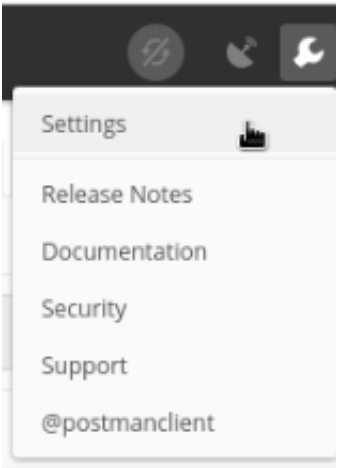 Settings
Release Notes
Documentation
Security
Support
@postmanclient